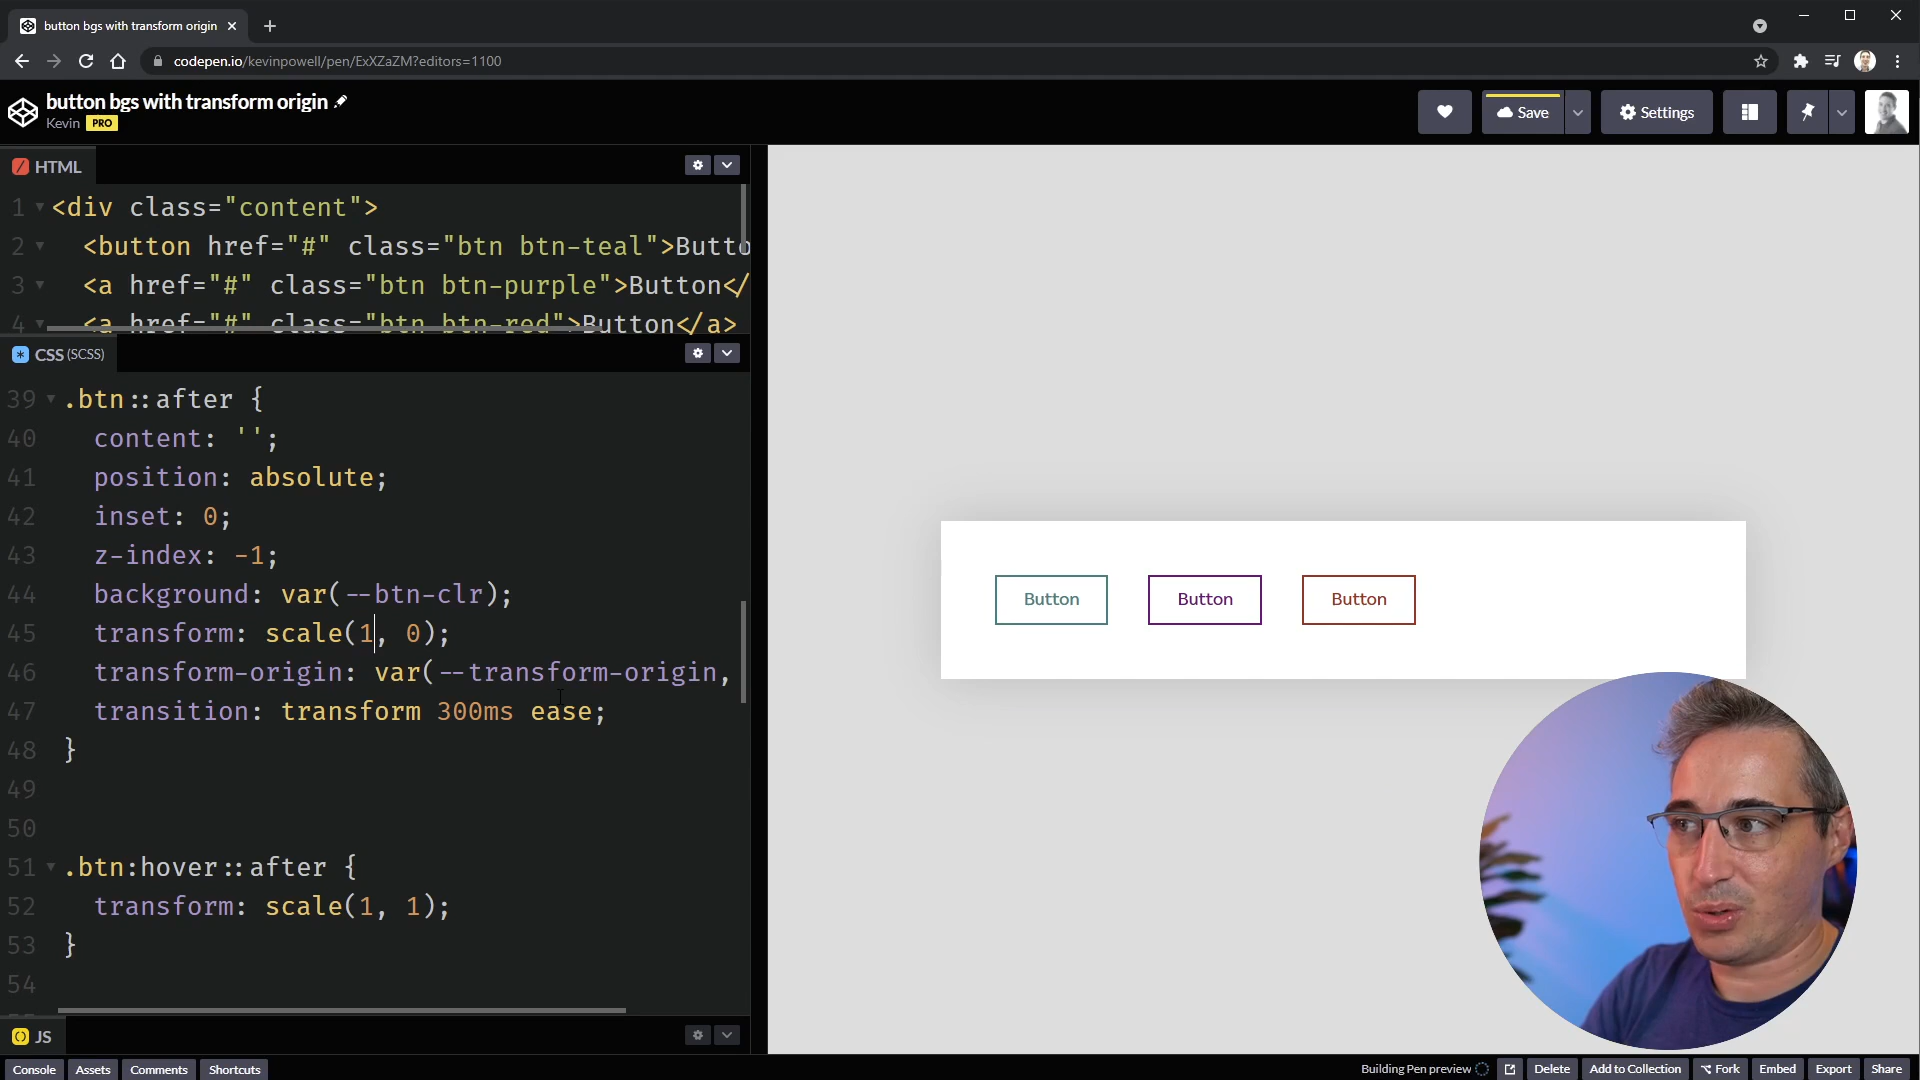 button bgs with transform origin
codepen.io/kevinpowell/pen/ExXZaZM?editors=1100
button bgs with transform origin
Kevin PRO
Save
Settings
HTML
1 <div class="content">
2 <button href="#" class="btn btn-teal">Butto
3 <a href="#" class="btn btn-purple">Button</
4 <a href="#" class="btn btn-red">Button</a>
CSS (SCSS)
39 .btn::after {
40 content: '';
41 position: absolute;
42 inset: 0;
43 z-index: -1;
44 background: var(--btn-clr);
45 transform: scale(1, 0);
46 transform-origin: var(--transform-origin,
47 transition: transform 300ms ease;
48 }
49
50
51 .btn:hover::after {
52 transform: scale(1, 1);
53 }
54
Button Button Button
JS
Console Assets Comments Shortcuts
Building Pen preview Delete Add to Collection Fork Embed Export Share